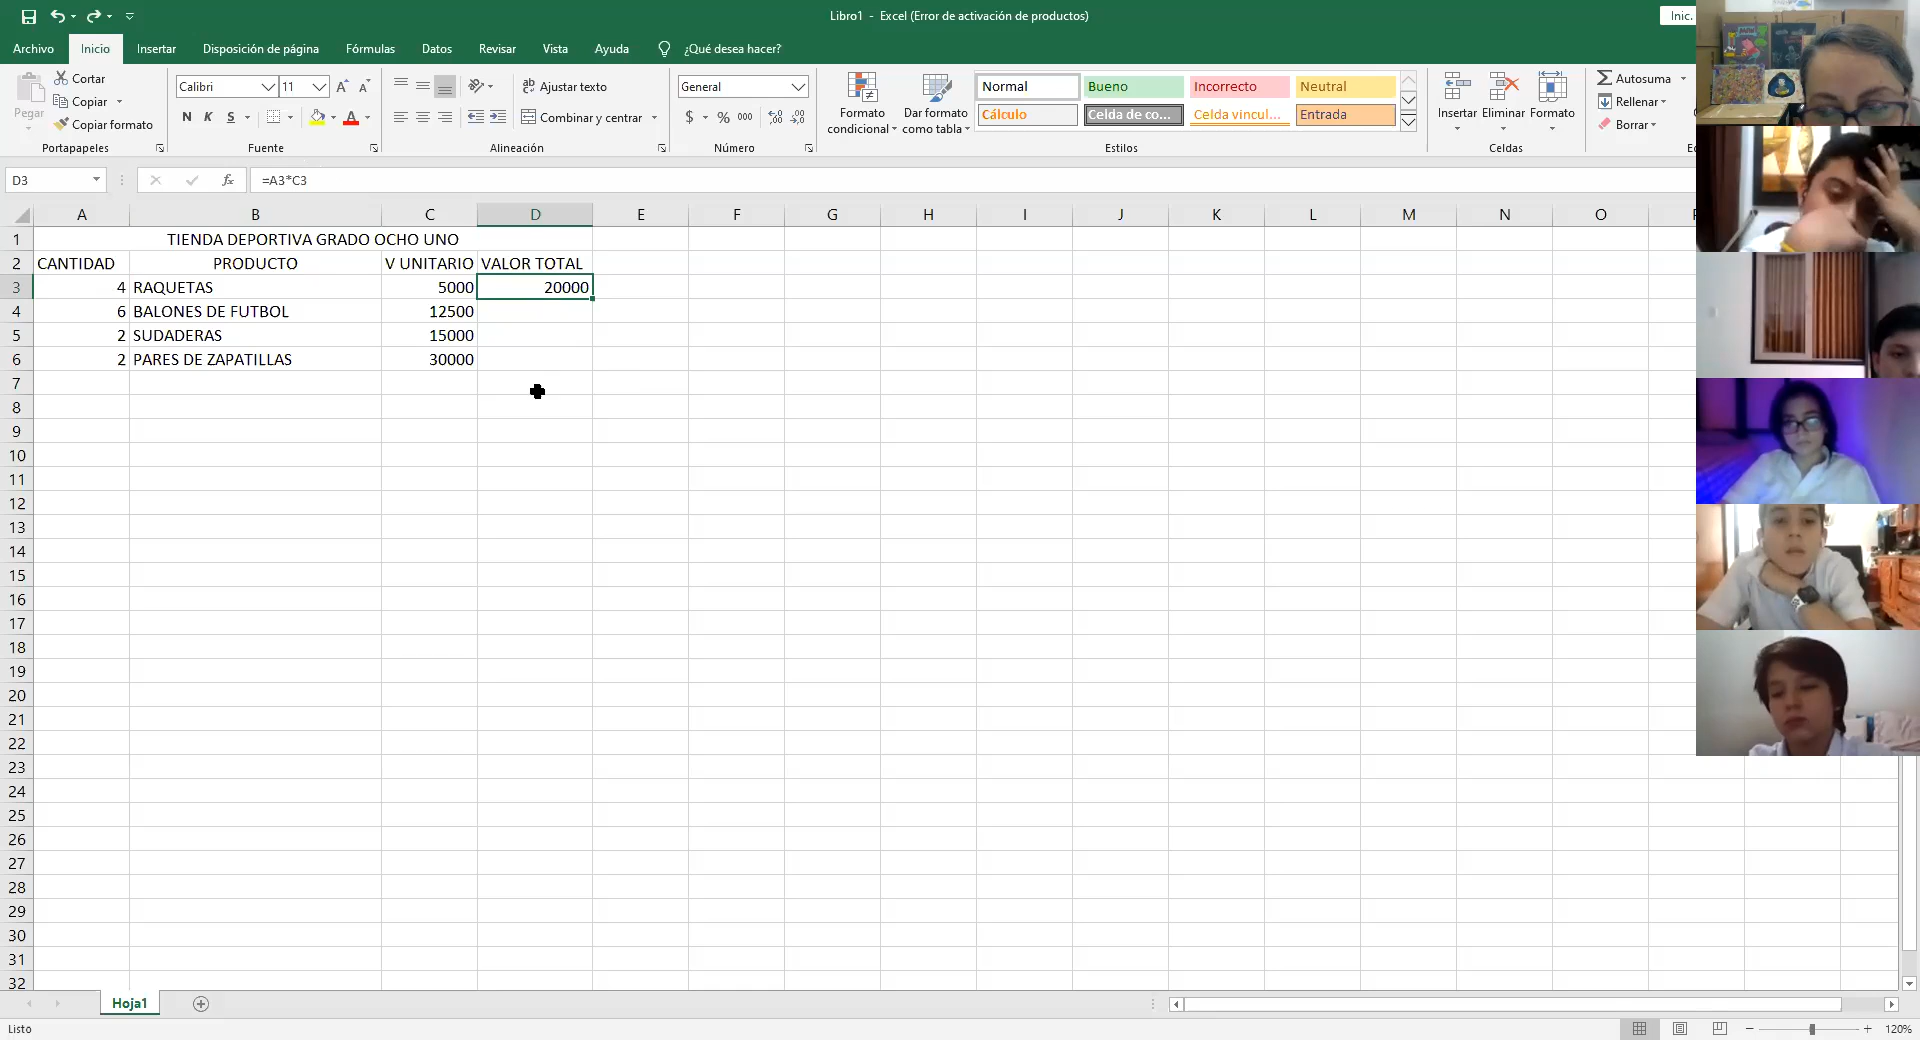 Libro1 - Excel (Error de activación de productos)
Inic.
Archivo Inicio Insertar Disposición de página Fórmulas Datos Revisar Vista Ayuda ¿Qué desea hacer?
Pegar
Cortar
Copiar
Copiar formato
Portapapeles
Calibri 11
N K S
Fuente
Ajustar texto
Combinar y centrar
Alineación
General
$ % 000
Número
Formato condicional
Dar formato como tabla
Normal Bueno Incorrecto Neutral
Cálculo Celda de co... Celda vincul... Entrada
Estilos
Insertar Eliminar Formato
Celdas
Autosuma
Rellenar
Borrar
D3 fx =A3*C3
A B C D E F G H I J K L M N O
1 TIENDA DEPORTIVA GRADO OCHO UNO
2 CANTIDAD PRODUCTO V UNITARIO VALOR TOTAL
3 4 RAQUETAS 5000 20000
4 6 BALONES DE FUTBOL 12500
5 2 SUDADERAS 15000
6 2 PARES DE ZAPATILLAS 30000
7
8
9
10
11
12
13
14
15
16
17
18
19
20
21
22
23
24
25
26
27
28
29
30
31
32
Hoja1
Listo
120%